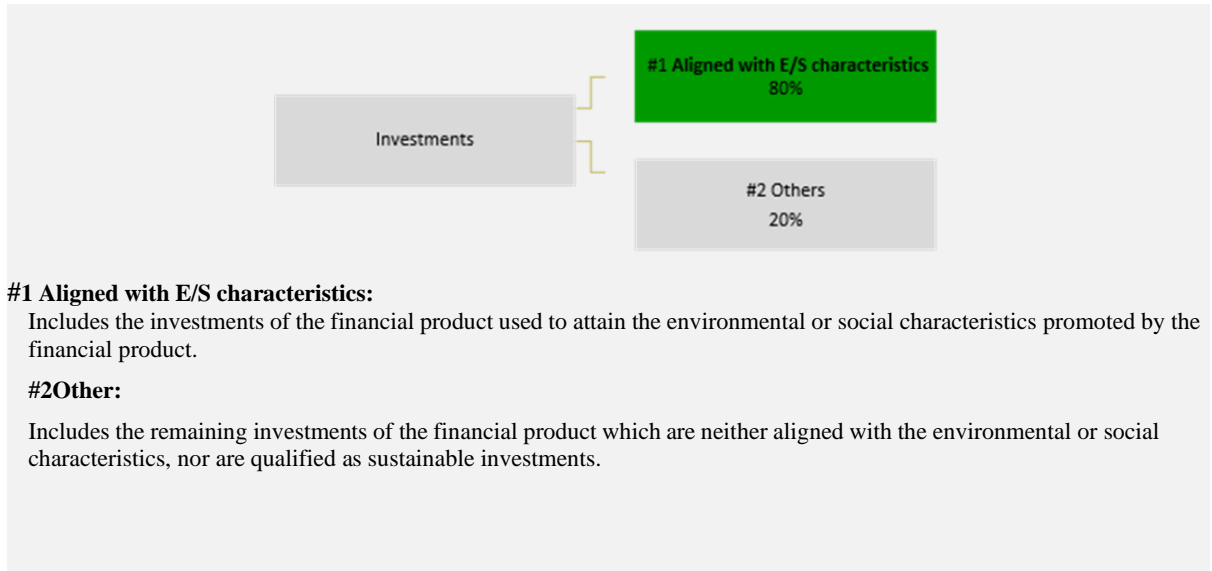 #1 Aligned with E/S characteristics
80%
Investments
#2 Others
20%
#1 Aligned with E/S characteristics:
Includes the investments of the financial product used to attain the environmental or social characteristics promoted by the
financial product.
#2Other:
Includes the remaining investments of the financial product which are neither aligned with the environmental or social
characteristics, nor are qualified as sustainable investments.